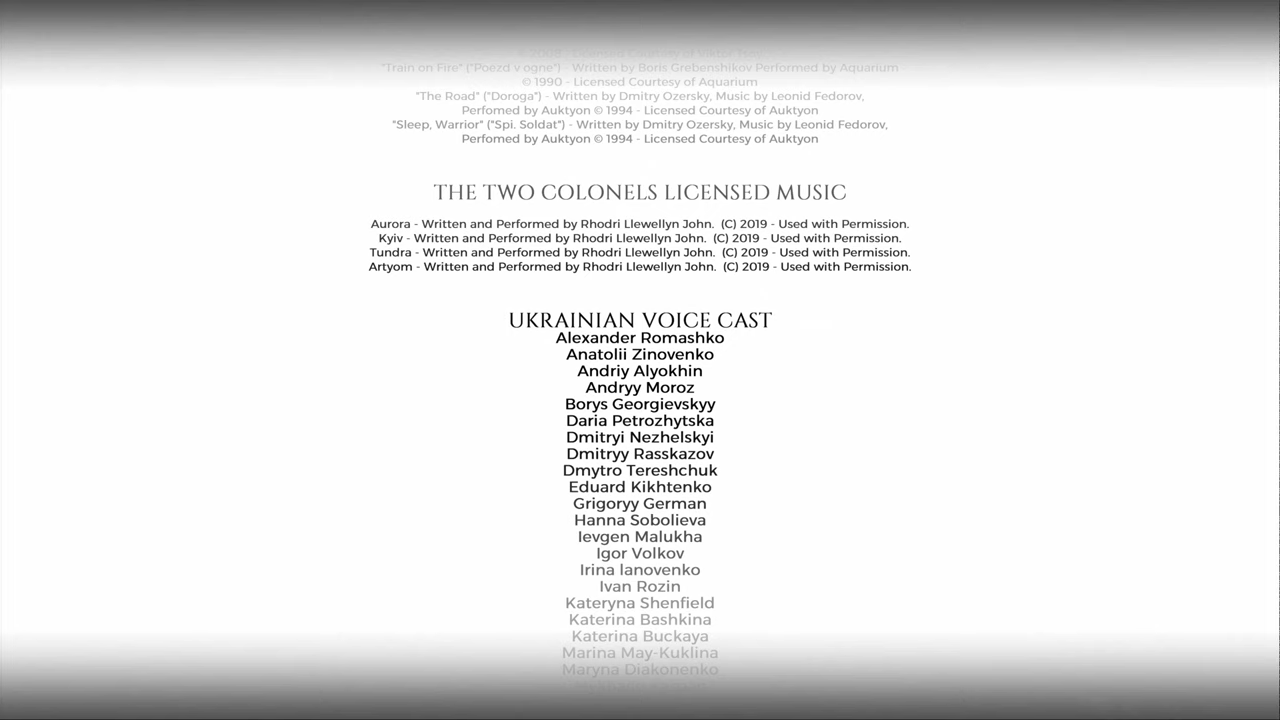 © 2008 - Licensed Courtesy of Viktor Tsoy
"Train on Fire" ("Poezd v ogne") - Written by Boris Grebenshikov Performed by Aquarium
© 1990 - Licensed Courtesy of Aquarium
"The Road" ("Doroga") - Written by Dmitry Ozersky, Music by Leonid Fedorov,
Perfomed by Auktyon © 1994 - Licensed Courtesy of Auktyon
"Sleep, Warrior" ("Spi. Soldat") - Written by Dmitry Ozersky, Music by Leonid Fedorov,
Perfomed by Auktyon © 1994 - Licensed Courtesy of Auktyon
THE TWO COLONELS LICENSED MUSIC
Aurora - Written and Performed by Rhodri Llewellyn John. (C) 2019 - Used with Permission.
Kyiv - Written and Performed by Rhodri Llewellyn John. (C) 2019 - Used with Permission.
Tundra - Written and Performed by Rhodri Llewellyn John. (C) 2019 - Used with Permission.
Artyom - Written and Performed by Rhodri Llewellyn John. (C) 2019 - Used with Permission.
UKRAINIAN VOICE CAST
Alexander Romashko
Anatolii Zinovenko
Andriy Alyokhin
Andryy Moroz
Borys Georgievskyy
Daria Petrozhytska
Dmitryi Nezhelskyi
Dmitryy Rasskazov
Dmytro Tereshchuk
Eduard Kikhtenko
Grigoryy German
Hanna Sobolieva
Ievgen Malukha
Igor Volkov
Irina Ianovenko
Ivan Rozin
Kateryna Shenfield
Katerina Bashkina
Katerina Buckaya
Marina May-Kuklina
Maryna Diakonenko